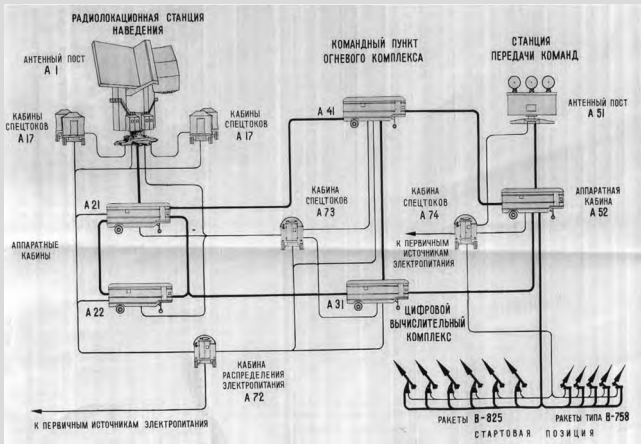 РАДИОЛОКАЦИОННАЯ СТАНЦИЯ
НАВЕДЕНИЯ
АНТЕННЫЙ ПОСТ
А 1
КАБИНЫ
СПЕЦТОКОВ
А 17
КАБИНЫ
СПЕЦТОКОВ
А 17
КОМАНДНЫЙ ПУНКТ
ОГНЕВОГО КОМПЛЕКСА
А 41
СТАНЦИЯ
ПЕРЕДАЧИ КОМАНД
АНТЕННЫЙ ПОСТ
А 51
А 21
КАБИНА
СПЕЦТОКОВ
А 73
КАБИНА
СПЕЦТОКОВ
А 74
АППАРАТНАЯ
КАБИНА
А 52
АППАРАТНЫЕ
КАБИНЫ
К ПЕРВИЧНЫМ
ИСТОЧНИКАМ
ЭЛЕКТРОПИТАНИЯ
А 22
А 31
ЦИФРОВОЙ
ВЫЧИСЛИТЕЛЬНЫЙ
КОМПЛЕКС
КАБИНА
РАСПРЕДЕЛЕНИЯ
ЭЛЕКТРОПИТАНИЯ
А 72
К ПЕРВИЧНЫМ ИСТОЧНИКАМ ЭЛЕКТРОПИТАНИЯ
РАКЕТЫ В-825
РАКЕТЫ ТИПА В-758
СТАРТОВАЯ ПОЗИЦИЯ